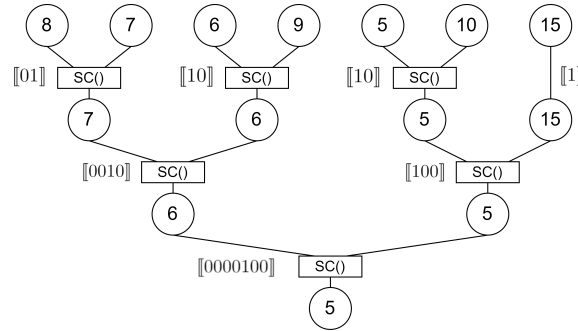 8 7 6 9 5 10 15
⟦01⟧ SC() ⟦10⟧ SC() ⟦10⟧ SC() ⟦1⟧
7 6 5 15
⟦0010⟧ SC() ⟦100⟧ SC()
6 5
⟦0000100⟧ SC()
5